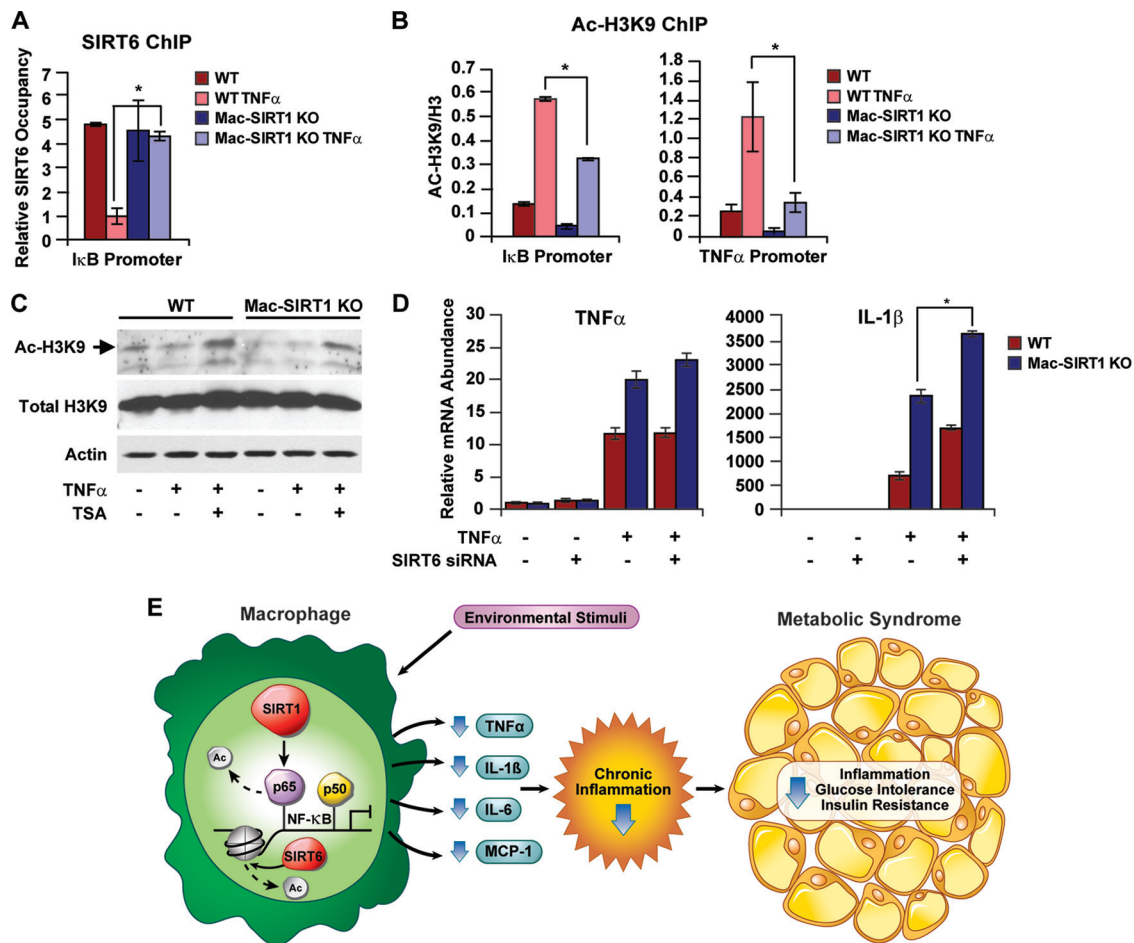 A
SIRT6 ChIP
Relative SIRT6 Occupancy
7
6
5
4
3
2
1
0
*
IκB Promoter
WT
WT TNFα
Mac-SIRT1 KO
Mac-SIRT1 KO TNFα
B
Ac-H3K9 ChIP
AC-H3K9/H3
0.7
0.6
0.5
0.4
0.3
0.2
0.1
0
*
IκB Promoter
1.8
1.6
1.4
1.2
1.0
0.8
0.6
0.4
0.2
0
*
TNFα Promoter
WT
WT TNFα
Mac-SIRT1 KO
Mac-SIRT1 KO TNFα
C
WT Mac-SIRT1 KO
Ac-H3K9
Total H3K9
Actin
TNFα - + + - + +
TSA + +
D
TNFα
Relative mRNA Abundance
30
25
20
15
10
5
0
IL-1β
4000
3500
3000
2500
2000
1500
1000
500
0
*
WT
Mac-SIRT1 KO
TNFα - - + + - - + +
SIRT6 siRNA - + - + - + - +
E
Macrophage
Environmental Stimuli
Metabolic Syndrome
SIRT1
Ac
p65
p50
NF-κB
SIRT6
Ac
TNFα
IL-1ß
IL-6
MCP-1
Chronic
Inflammation
Inflammation
Glucose Intolerance
Insulin Resistance